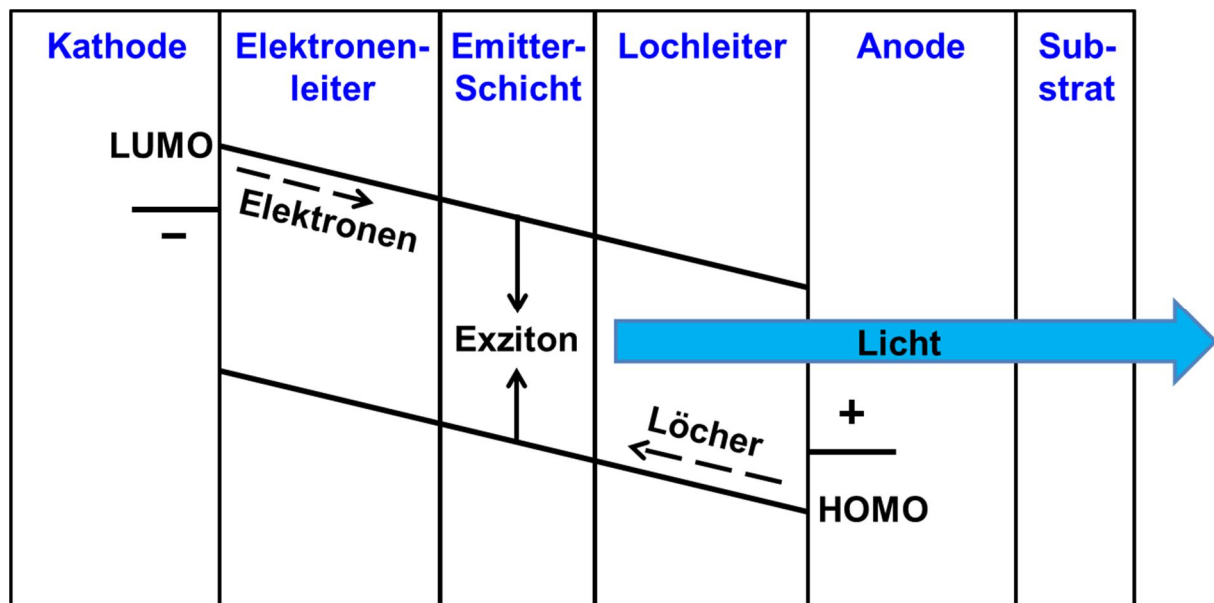 Kathode
Elektronen-
leiter
Emitter-
Schicht
Lochleiter
Anode
Sub-
strat
LUMO
Elektronen
–
Exziton
Licht
+
Löcher
HOMO